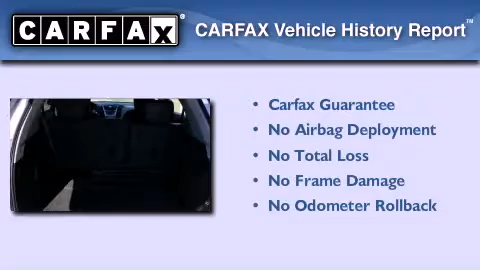 CARFAX® CARFAX Vehicle History Report™
• Carfax Guarantee
• No Airbag Deployment
• No Total Loss
• No Frame Damage
• No Odometer Rollback